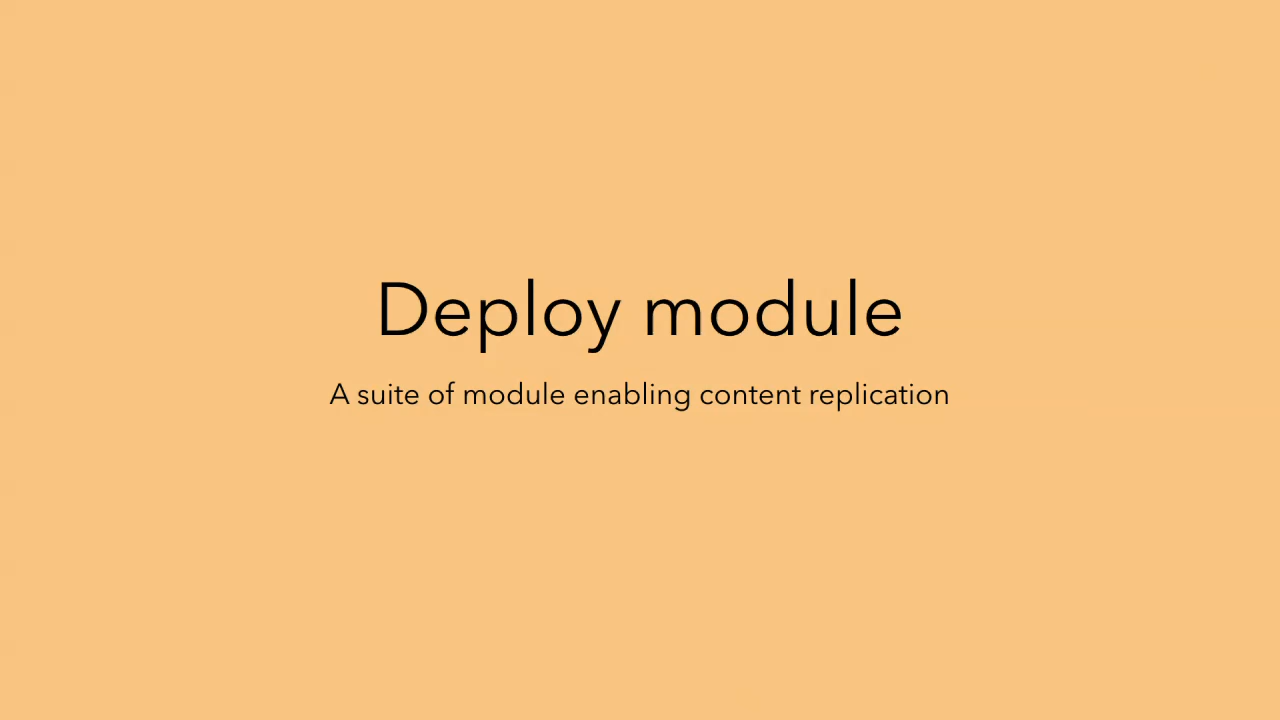 Deploy module
A suite of module enabling content replication